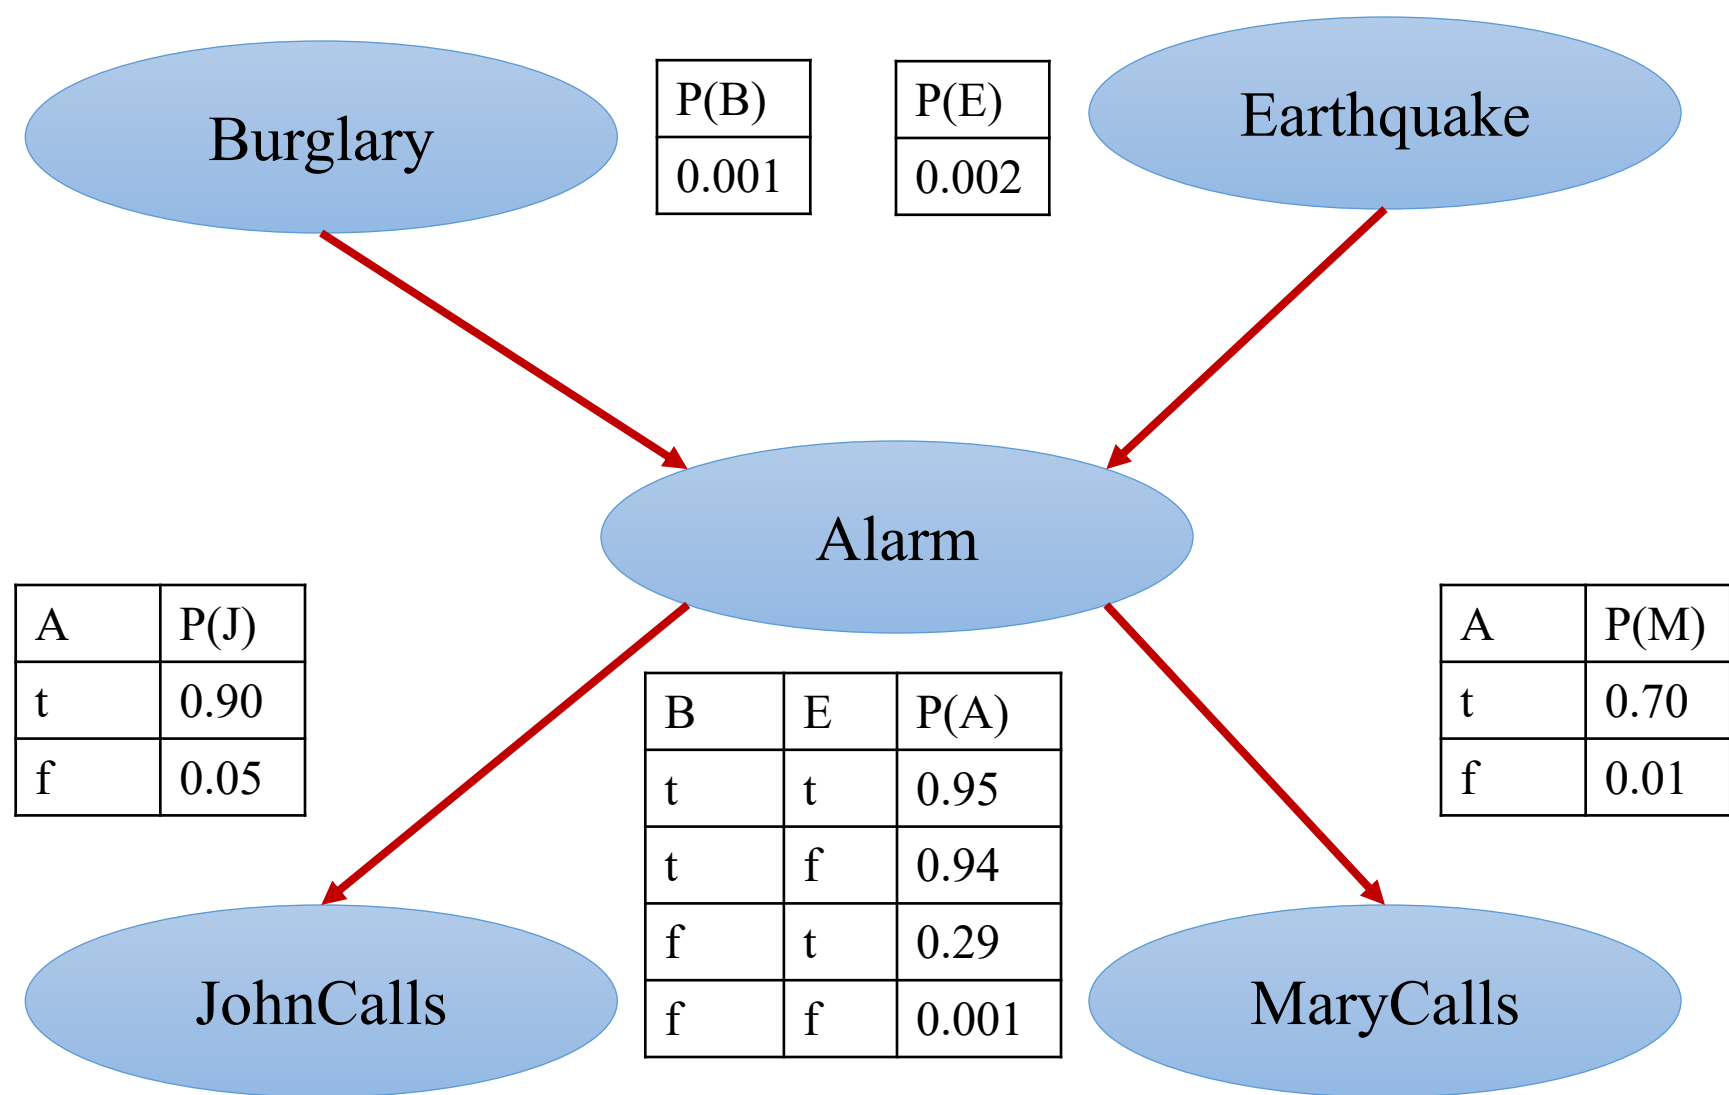 Burglary
P(B)
0.001
P(E)
0.002
Earthquake
Alarm
A P(J)
t 0.90
f 0.05
B E P(A)
t t 0.95
t f 0.94
f t 0.29
f f 0.001
A P(M)
t 0.70
f 0.01
JohnCalls
MaryCalls